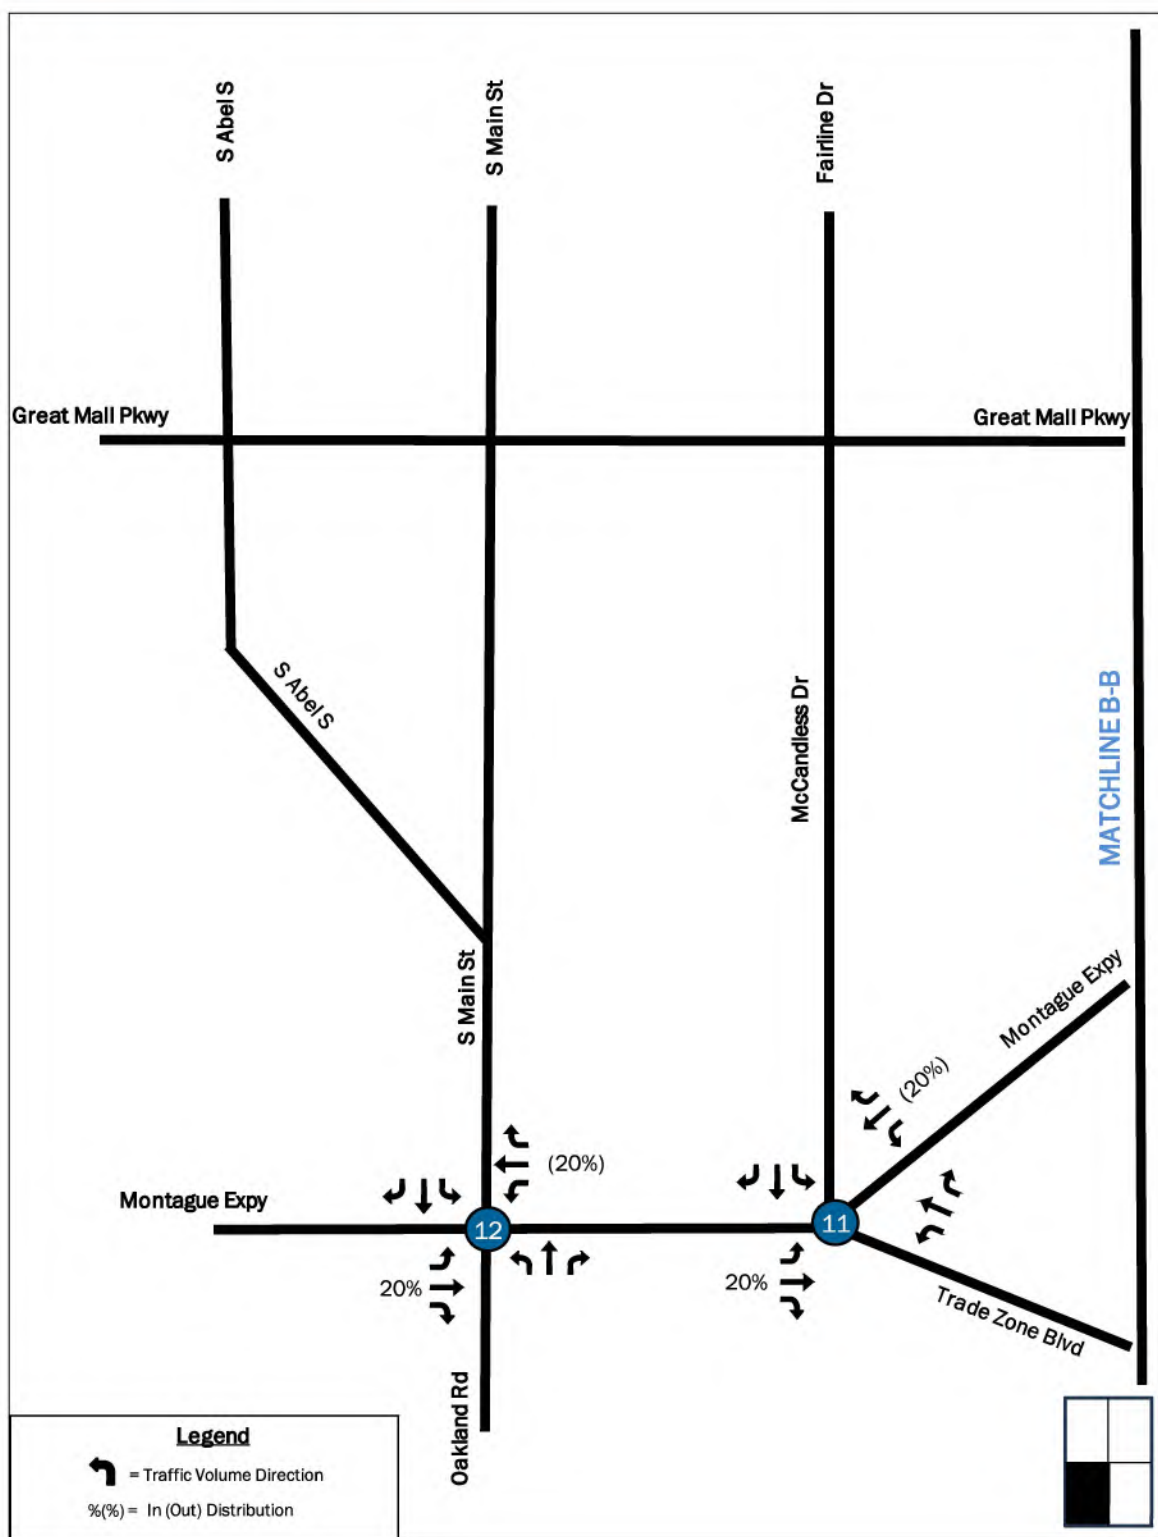 S Abel S
S Main St
Fairline Dr
Great Mall Pkwy
Great Mall Pkwy
S Abel S
McCandless Dr
MATCHLINE B-B
S Main St
Montague Expy
(20%)
(20%)
Montague Expy
12
11
20%
20%
Trade Zone Blvd
Oakland Rd
Legend
= Traffic Volume Direction
%(%) = In (Out) Distribution